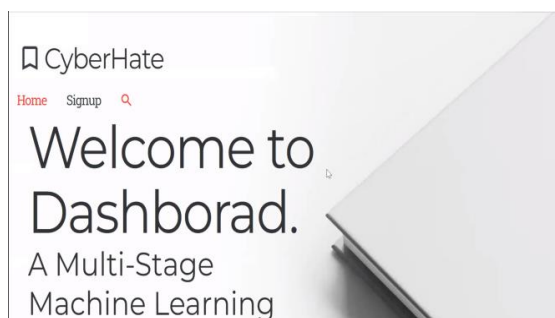 CyberHate
Home Signup
Welcome to
Dashborad.
A Multi-Stage
Machine Learning